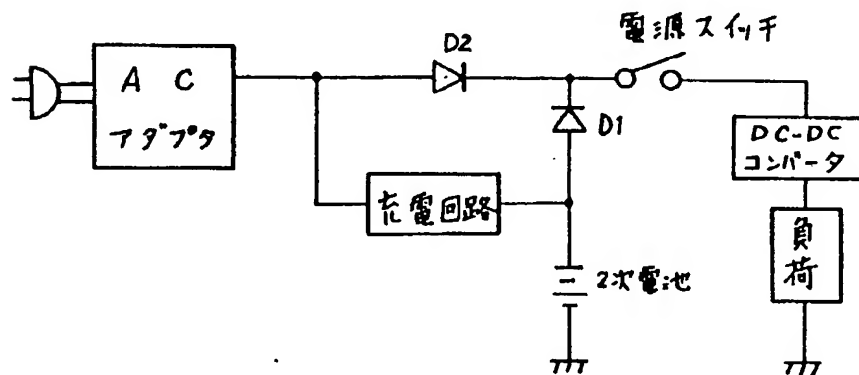 電源スイッチ
D2
AC
アダプタ
D1
DC-DC
コンバータ
充電回路
負荷
2次電池